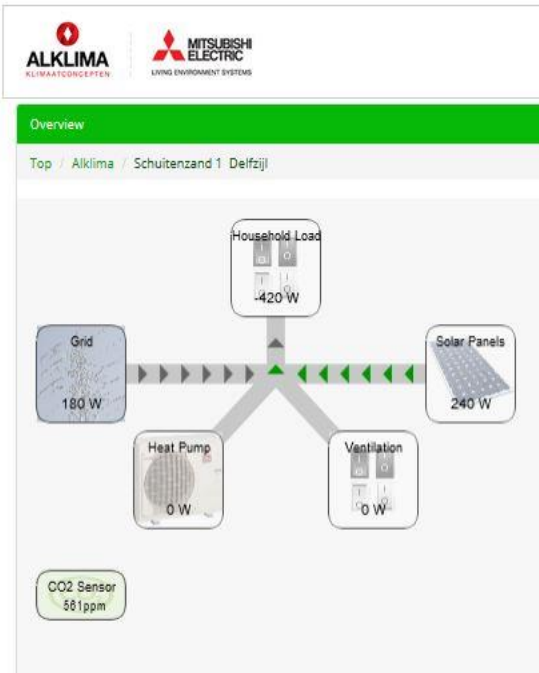 ALKLIMA
KLIMAATCONCEPTEN
MITSUBISHI
ELECTRIC
LIVING ENVIRONMENT SYSTEMS
Overview
Top / Alklima / Schuitenzand 1 Delfzijl
Household Load
-420 W
Grid
180 W
Solar Panels
240 W
Heat Pump
0 W
Ventilation
0 W
CO2 Sensor
561ppm